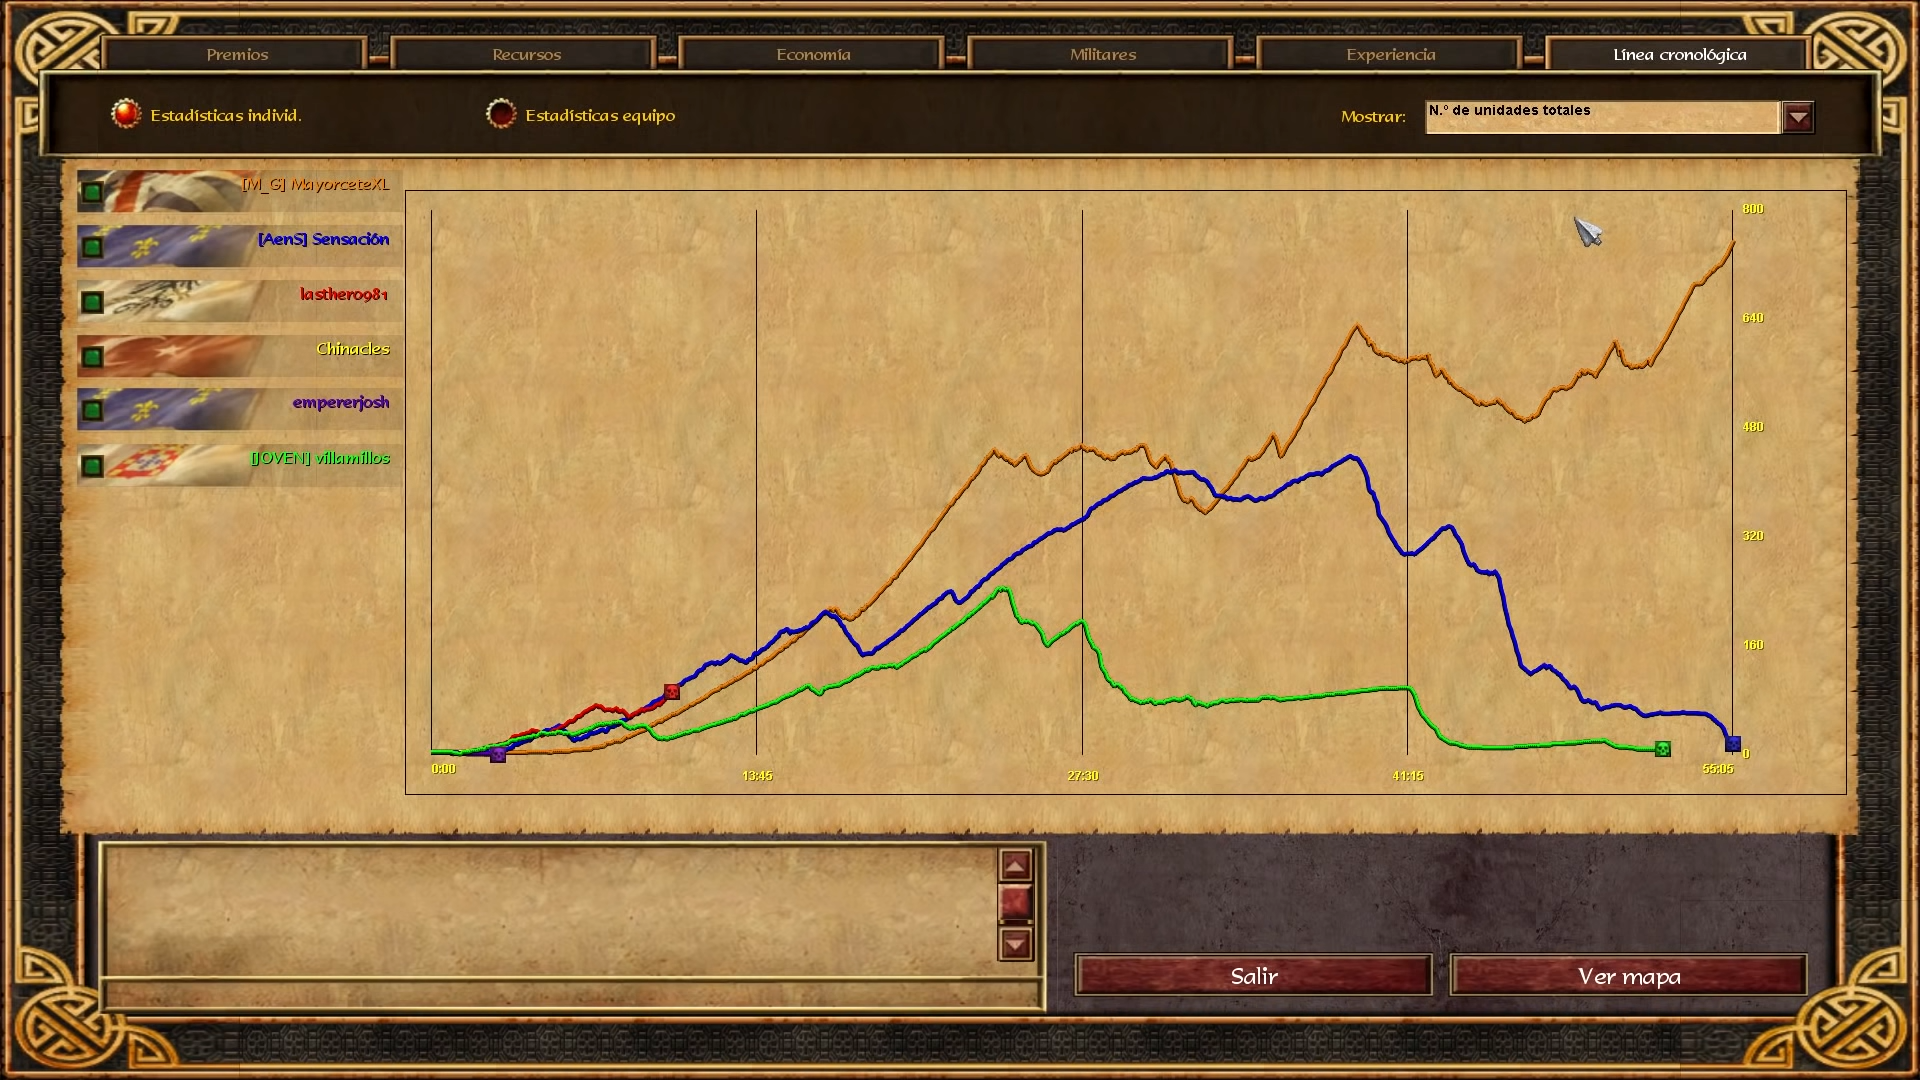 Premios
Recursos
Economía
Militares
Experiencia
Línea cronológica
Estadísticas individ.
Estadísticas equipo
Mostrar:
N.º de unidades totales
[M_G] MayorceteXL
[AenS] Sensación
lasthero981
Chinacles
empererjosh
[JOVEN] villamillos
800
640
480
320
160
0
0:00
13:45
27:30
41:15
55:05
Salir
Ver mapa